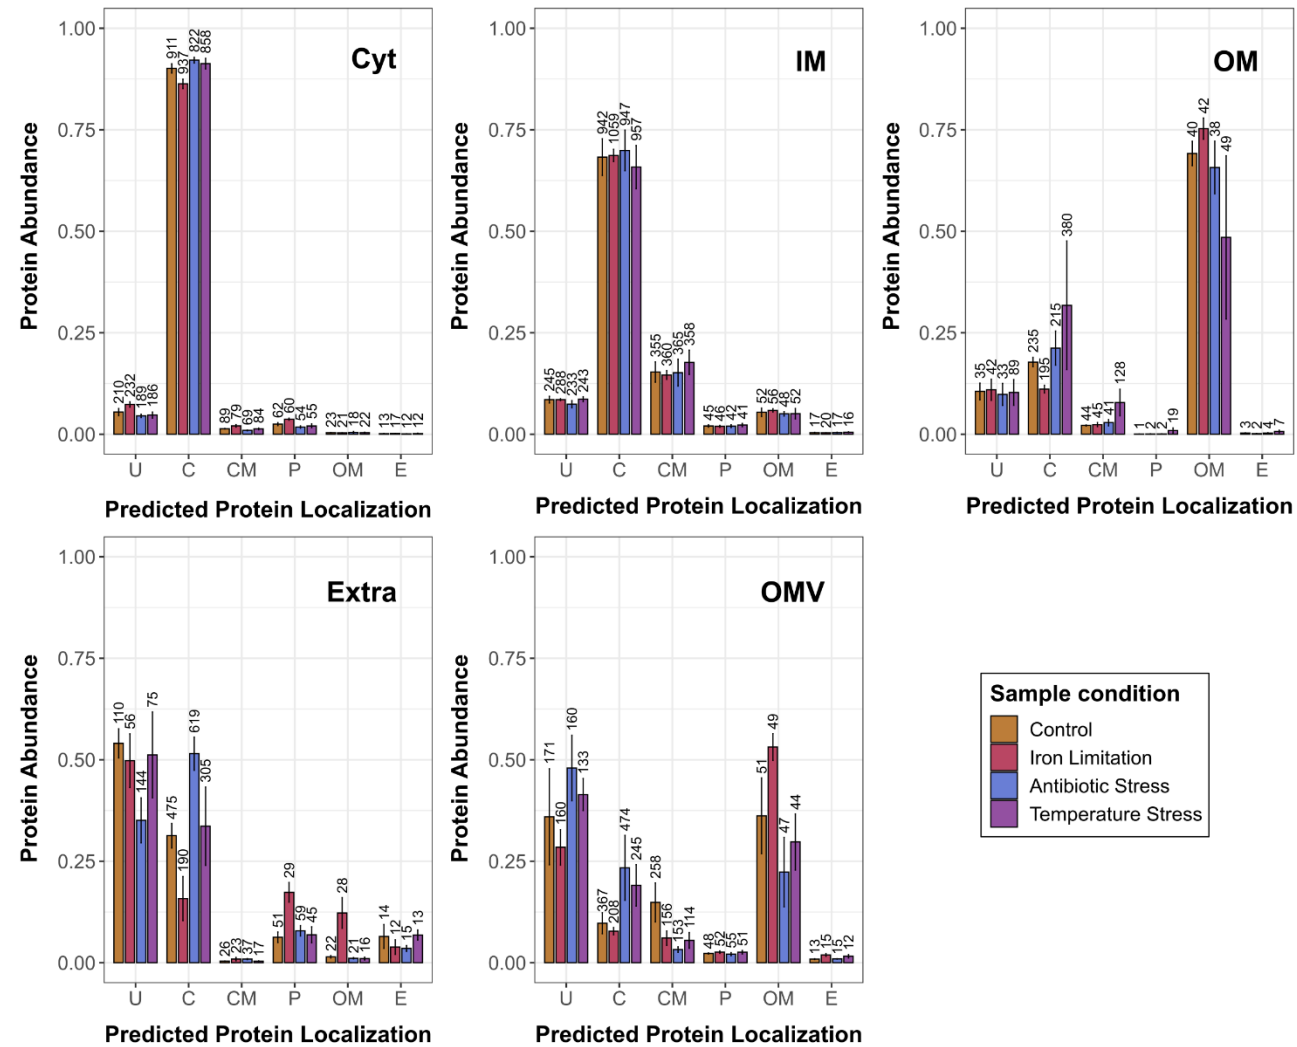 Cyt
1.00
0.75
0.50
0.25
0.00
Protein Abundance
210 232 189 186
911 937 822 858
89 79 69 84
62 60 54 55
23 21 18 22
13 17 12 12
U C CM P OM E
Predicted Protein Localization
IM
1.00
0.75
0.50
0.25
0.00
Protein Abundance
245 288 233 243
942 1059 947 957
355 360 365 358
45 46 42 41
52 56 48 52
17 20 17 16
U C CM P OM E
Predicted Protein Localization
OM
1.00
0.75
0.50
0.25
0.00
Protein Abundance
35 42 33 89
235 195 215 380
44 45 41 128
1 2 2 19
40 42 38 49
3 2 4 7
U C CM P OM E
Predicted Protein Localization
Extra
1.00
0.75
0.50
0.25
0.00
Protein Abundance
110 56 144 75
475 190 619 305
26 23 37 17
51 29 59 45
22 28 21 16
14 12 15 13
U C CM P OM E
Predicted Protein Localization
OMV
1.00
0.75
0.50
0.25
0.00
Protein Abundance
171 160 160 133
367 208 474 245
258 156 153 114
48 52 55 51
51 49 47 44
13 15 15 12
U C CM P OM E
Predicted Protein Localization
Sample condition
Control
Iron Limitation
Antibiotic Stress
Temperature Stress